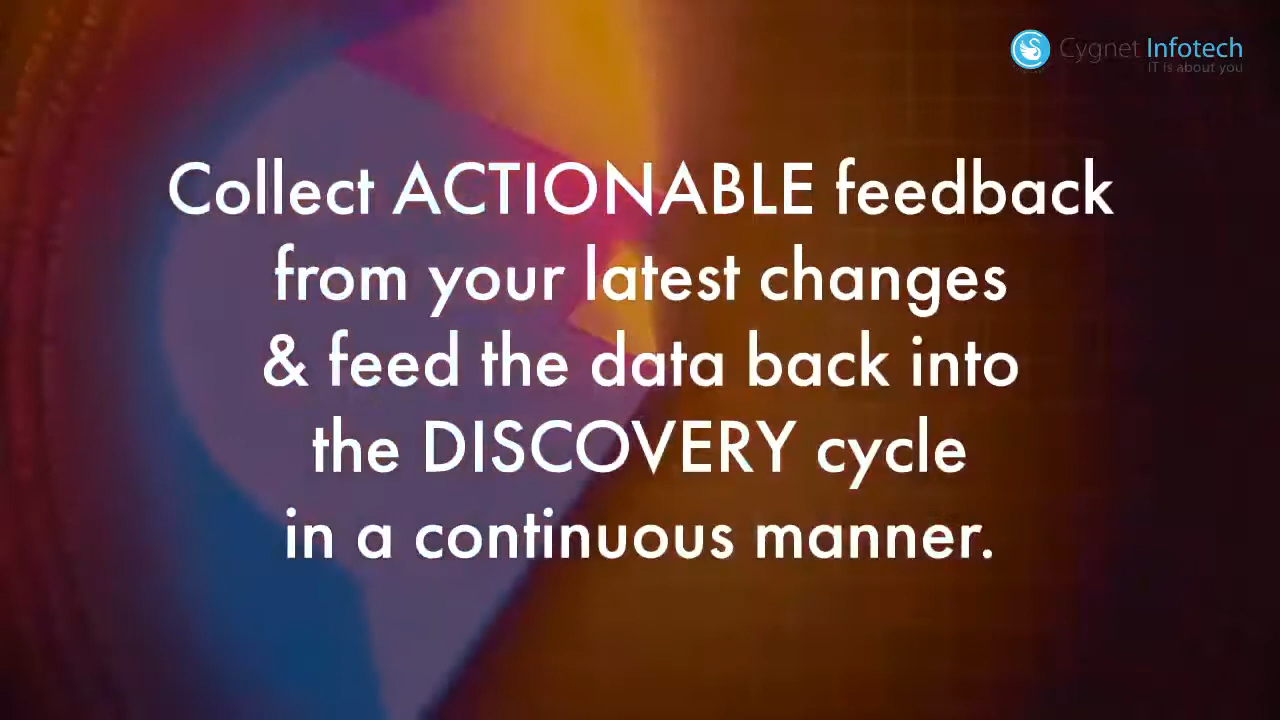 Cygnet Infotech
IT is about you
Collect ACTIONABLE feedback
from your latest changes
& feed the data back into
the DISCOVERY cycle
in a continuous manner.